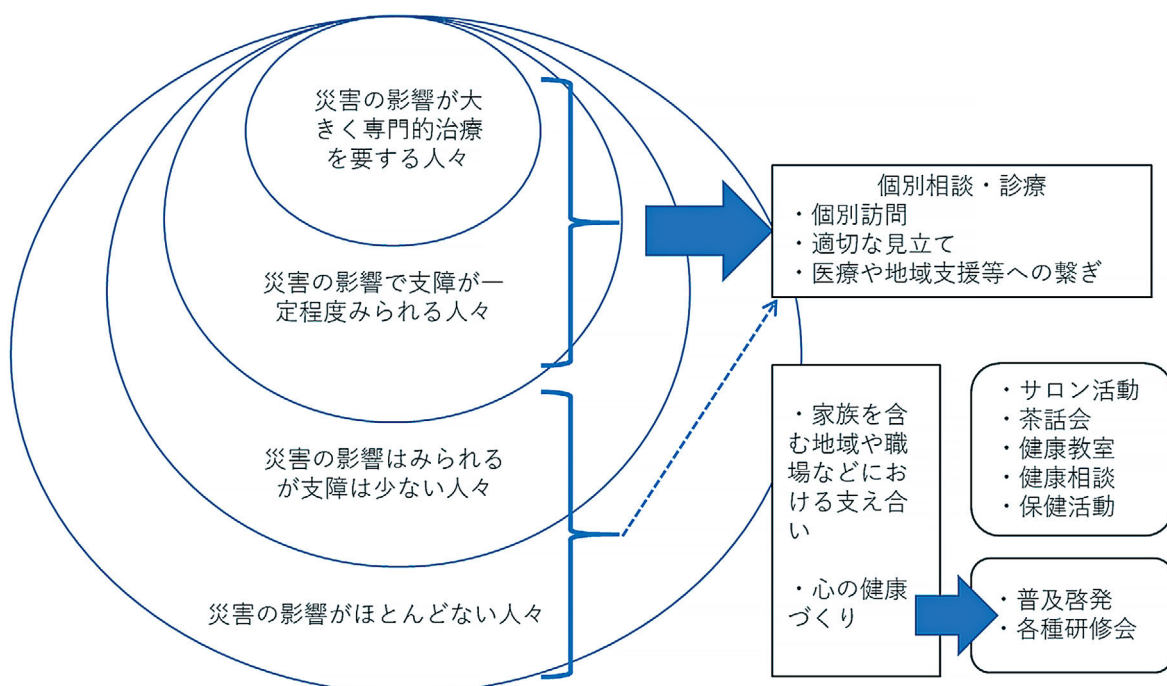 災害の影響が大
きく専門的治療
を要する人々
災害の影響で支障が一
定程度みられる人々
災害の影響はみられる
が支障は少ない人々
災害の影響がほとんどない人々
個別相談・診療
・個別訪問
・適切な見立て
・医療や地域支援等への繋ぎ
・家族を含
む地域や職
場などにお
ける支え合
い
・心の健康
づくり
・サロン活動
・茶話会
・健康教室
・健康相談
・保健活動
・普及啓発
・各種研修会